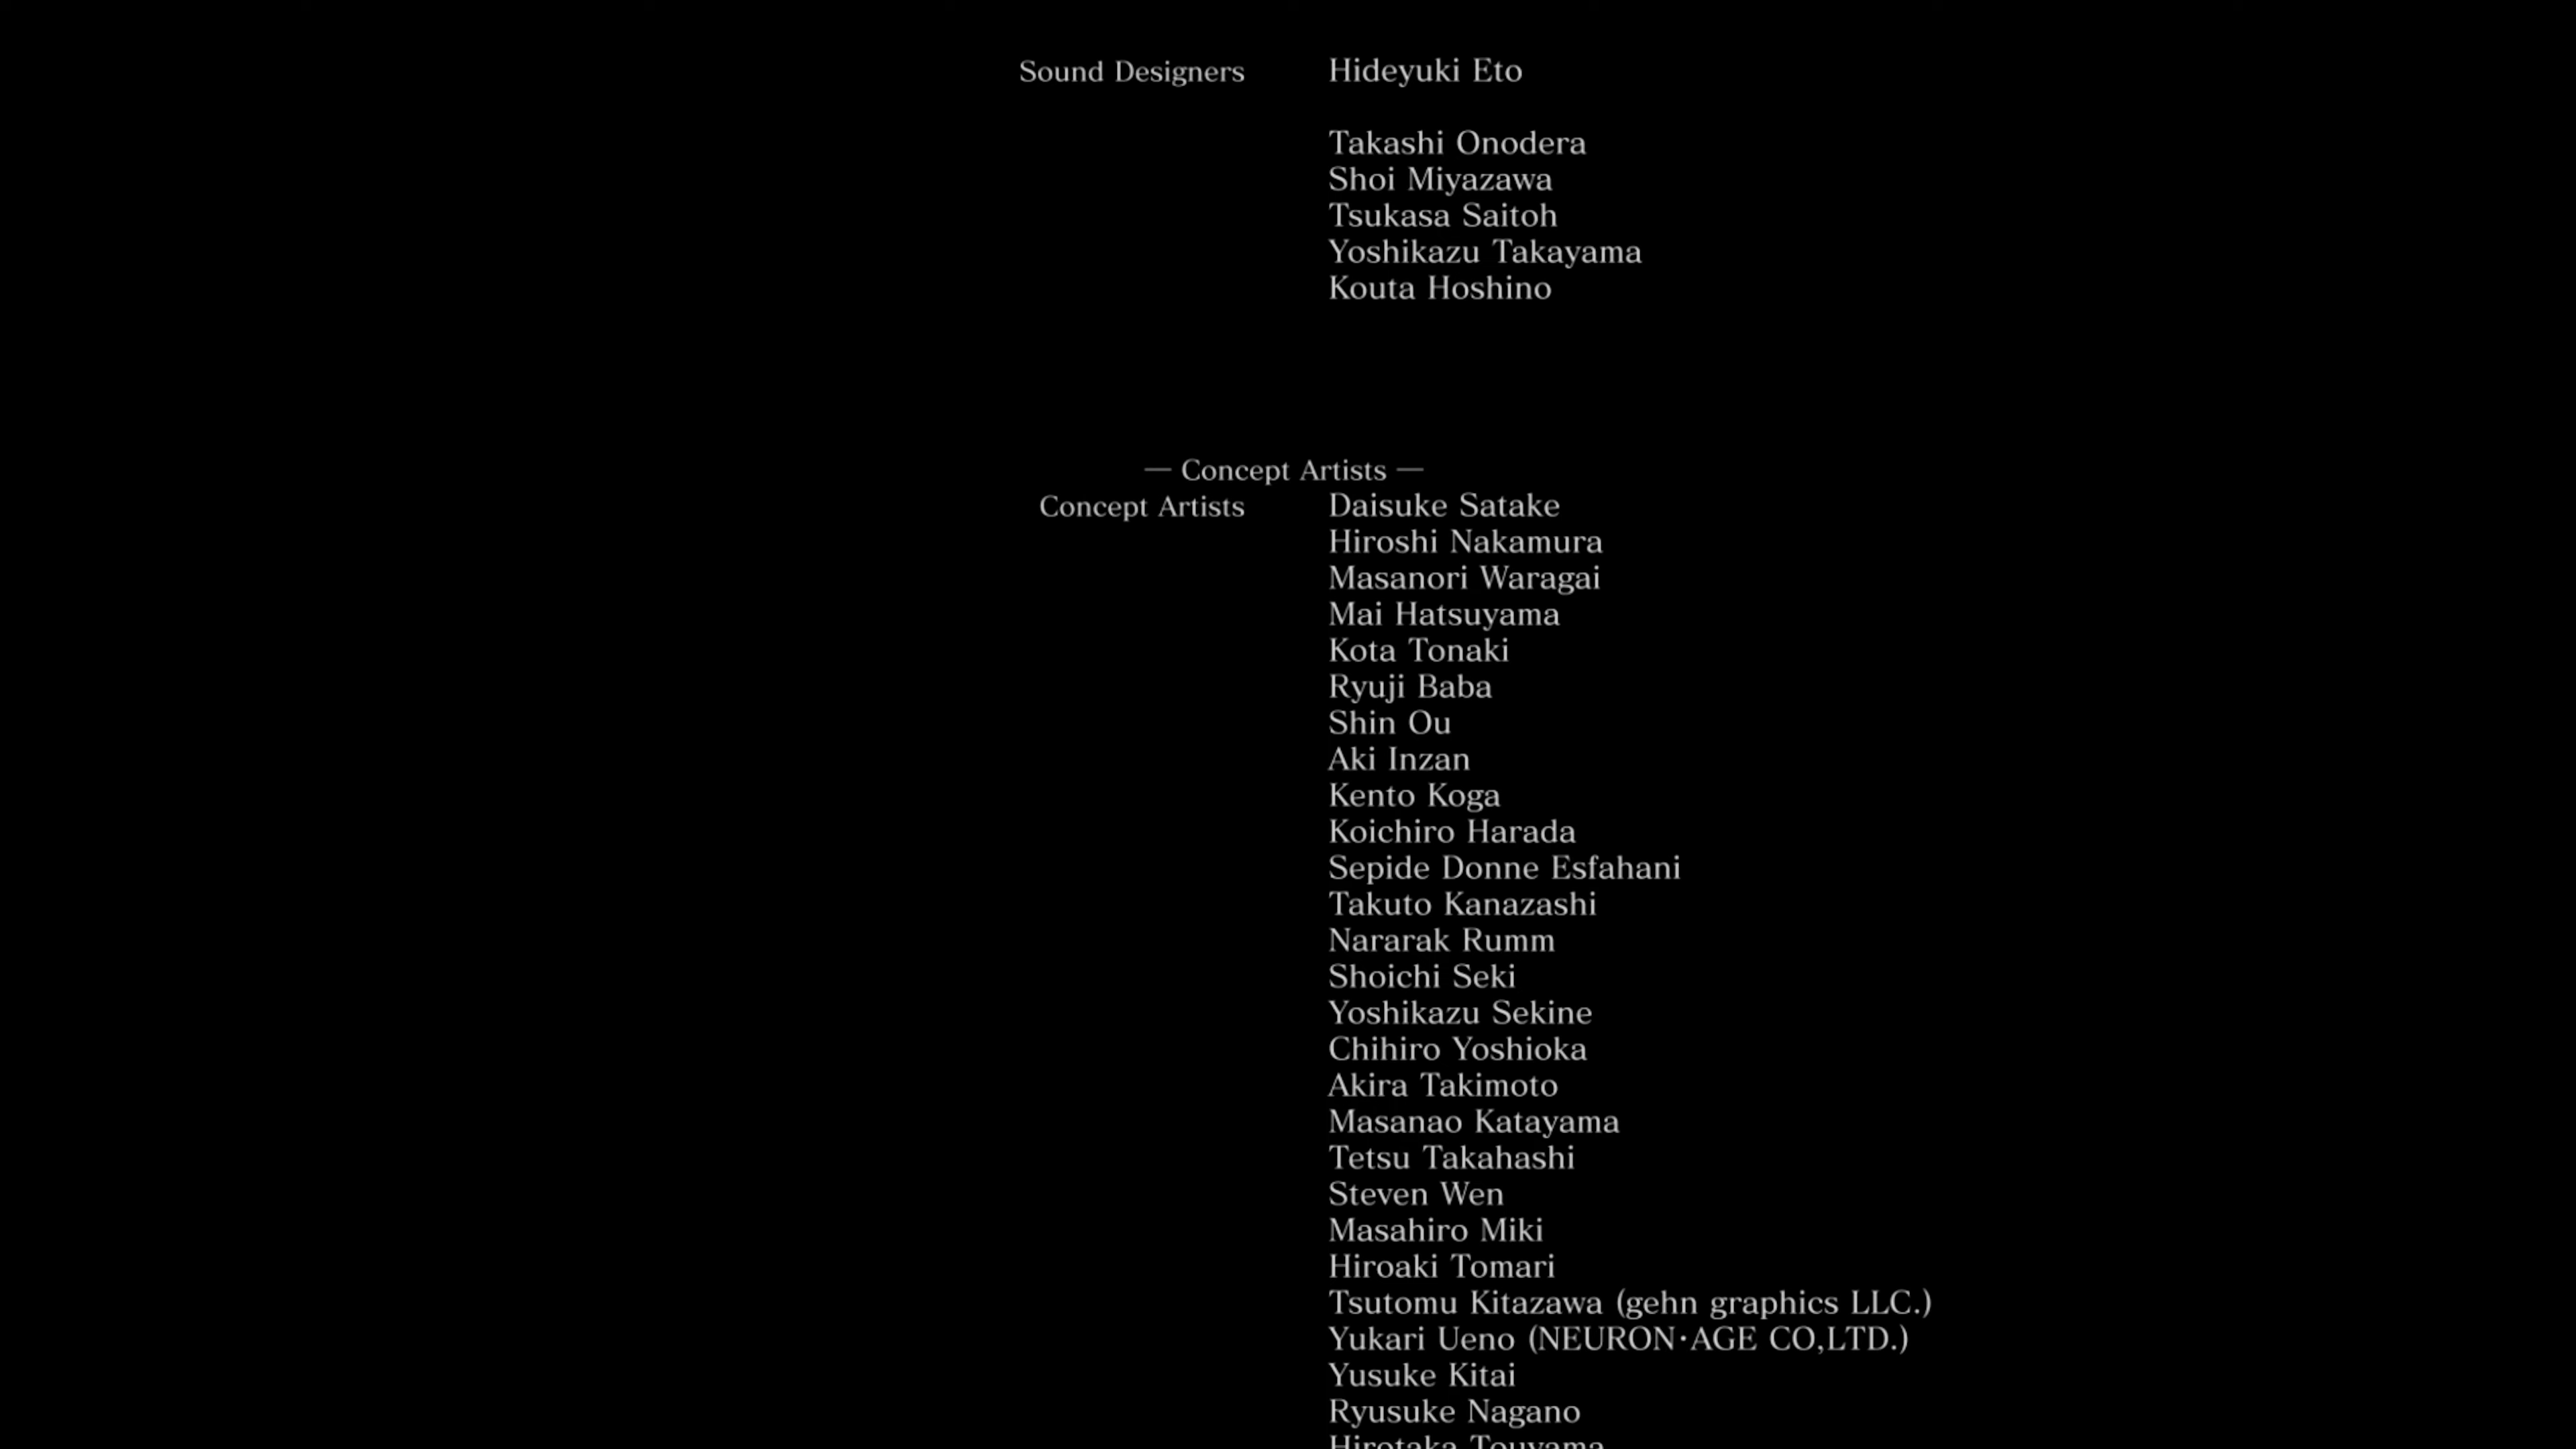 Sound Designers Hideyuki Eto
Takashi Onodera
Shoi Miyazawa
Tsukasa Saitoh
Yoshikazu Takayama
Kouta Hoshino
— Concept Artists —
Concept Artists Daisuke Satake
Hiroshi Nakamura
Masanori Waragai
Mai Hatsuyama
Kota Tonaki
Ryuji Baba
Shin Ou
Aki Inzan
Kento Koga
Koichiro Harada
Sepide Donne Esfahani
Takuto Kanazashi
Nararak Rumm
Shoichi Seki
Yoshikazu Sekine
Chihiro Yoshioka
Akira Takimoto
Masanao Katayama
Tetsu Takahashi
Steven Wen
Masahiro Miki
Hiroaki Tomari
Tsutomu Kitazawa (gehn graphics LLC.)
Yukari Ueno (NEURON・AGE CO,LTD.)
Yusuke Kitai
Ryusuke Nagano
Hirotaka Touyama